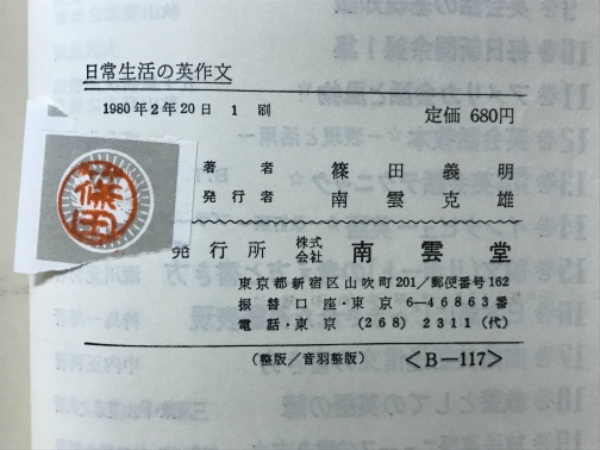 日常生活の英作文
1980年2年20日 1刷
定価 680円
篠田
著者 篠田義明
発行者 南雲克雄
発行所 株式会社 南雲堂
東京都新宿区山吹町201/郵便番号162
振替口座・東京 6—46863番
電話・東京 (268) 2311(代)
(整版/音羽整版) <B—117>